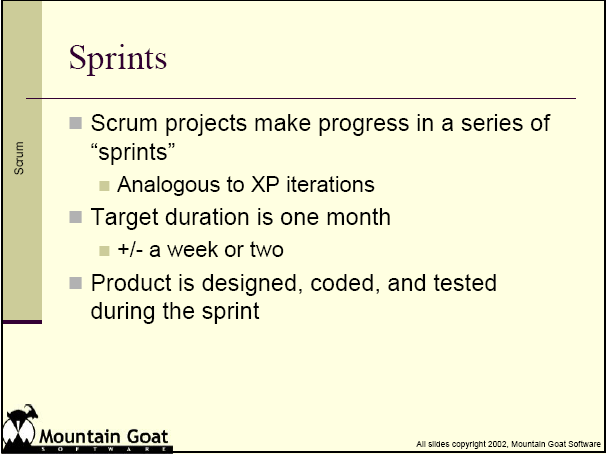 Sprints
Scrum
Scrum projects make progress in a series of
“sprints”
Analogous to XP iterations
Target duration is one month
+/- a week or two
Product is designed, coded, and tested
during the sprint
Mountain Goat
SOFTWARE
All slides copyright 2002, Mountain Goat Software